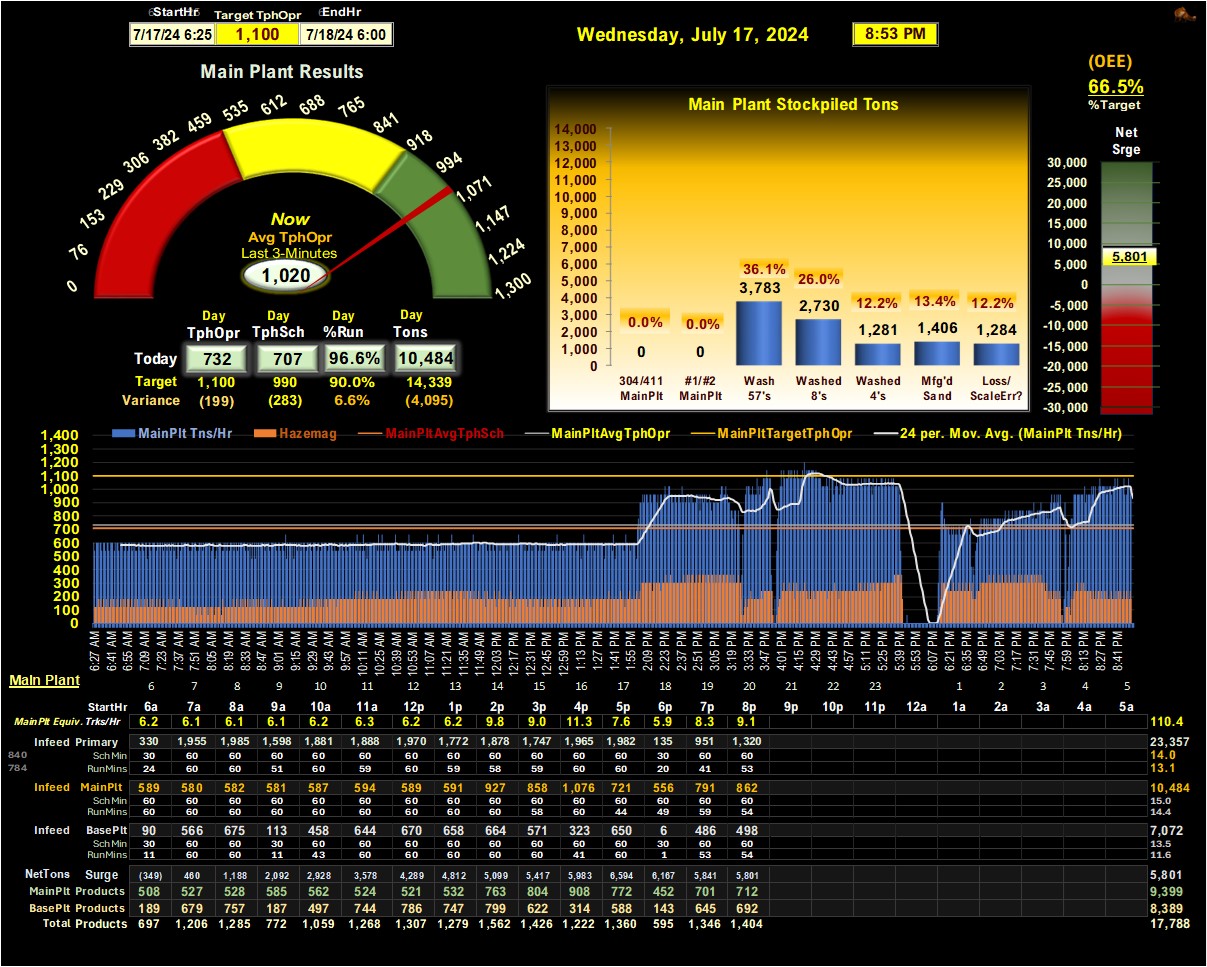 StartHr Target TphOpr EndHr
7/17/24 6:25 1,100 7/18/24 6:00
Wednesday, July 17, 2024 8:53 PM
(OEE)
66.5%
%Target
Main Plant Results
0 76 153 229 306 382 459 535 612 688 765 841 918 994 1,071 1,147 1,224 1,300
Now
Avg TphOpr
Last 3-Minutes
1,020
Day Day Day Day
TphOpr TphSch %Run Tons
Today 732 707 96.6% 10,484
Target 1,100 990 90.0% 14,339
Variance (199) (283) 6.6% (4,095)
Main Plant Stockpiled Tons
14,000
13,000
12,000
11,000
10,000
9,000
8,000
7,000
6,000
5,000
4,000
3,000
2,000
1,000
0
0.0% 0.0% 36.1% 26.0% 12.2% 13.4% 12.2%
0 0 3,783 2,730 1,281 1,406 1,284
304/411 #1/#2 Wash Washed Washed Mfg'd Loss/
MainPlt MainPlt 57's 8's 4's Sand ScaleErr?
Net
Srge
30,000
25,000
20,000
15,000
10,000
5,000
0
-5,000
-10,000
-15,000
-20,000
-25,000
-30,000
5,801
MainPlt Tns/Hr Hazemag MainPltAvgTphSch MainPltAvgTphOpr MainPltTargetTphOpr 24 per. Mov. Avg. (MainPlt Tns/Hr)
1,400
1,300
1,200
1,100
1,000
900
800
700
600
500
400
300
200
100
0
6:27 AM 6:41 AM 6:55 AM 7:09 AM 7:23 AM 7:37 AM 7:51 AM 8:05 AM 8:19 AM 8:33 AM 8:47 AM 9:01 AM 9:15 AM 9:29 AM 9:43 AM 9:57 AM 10:11 AM 10:25 AM 10:39 AM 10:53 AM 11:07 AM 11:21 AM 11:35 AM 11:49 AM 12:03 PM 12:17 PM 12:31 PM 12:45 PM 12:59 PM 1:13 PM 1:27 PM 1:41 PM 1:55 PM 2:09 PM 2:23 PM 2:37 PM 2:51 PM 3:05 PM 3:19 PM 3:33 PM 3:47 PM 4:01 PM 4:15 PM 4:29 PM 4:43 PM 4:57 PM 5:11 PM 5:25 PM 5:39 PM 5:53 PM 6:07 PM 6:21 PM 6:35 PM 6:49 PM 7:03 PM 7:17 PM 7:31 PM 7:45 PM 7:59 PM 8:13 PM 8:27 PM 8:41 PM
Main Plant
6 7 8 9 10 11 12 13 14 15 16 17 18 19 20 21 22 23 1 2 3 4 5
StartHr 6a 7a 8a 9a 10a 11a 12p 1p 2p 3p 4p 5p 6p 7p 8p 9p 10p 11p 12a 1a 2a 3a 4a 5a
MainPlt Equiv. Trks/Hr 6.2 6.1 6.1 6.1 6.2 6.3 6.2 6.2 9.8 9.0 11.3 7.6 5.9 8.3 9.1 110.4
Infeed Primary 330 1,955 1,985 1,598 1,881 1,888 1,970 1,772 1,878 1,747 1,965 1,982 135 951 1,320 23,357
840 SchMin 30 60 60 60 60 60 60 60 60 60 60 60 30 60 60 14.0
784 RunMins 24 60 60 51 60 59 60 59 58 59 60 60 20 41 53 13.1
Infeed MainPlt 589 580 582 581 587 594 589 591 927 858 1,076 721 556 791 862 10,484
SchMin 60 60 60 60 60 60 60 60 60 60 60 60 60 60 60 15.0
RunMins 60 60 60 60 60 60 60 60 60 58 60 44 49 59 54 14.4
Infeed BasePlt 90 566 675 113 458 644 670 658 664 571 323 650 6 486 498 7,072
SchMin 30 60 60 30 60 60 60 60 60 60 60 60 30 60 60 13.5
RunMins 11 60 60 11 43 60 60 60 60 60 41 60 1 53 54 11.6
NetTons Surge (349) 460 1,188 2,092 2,928 3,578 4,289 4,812 5,099 5,417 5,983 6,594 6,167 5,841 5,801 5,801
MainPlt Products 508 527 528 585 562 524 521 532 763 804 908 772 452 701 712 9,399
BasePlt Products 189 679 757 187 497 744 786 747 799 622 314 588 143 645 692 8,389
Total Products 697 1,206 1,285 772 1,059 1,268 1,307 1,279 1,562 1,426 1,222 1,360 595 1,346 1,404 17,788